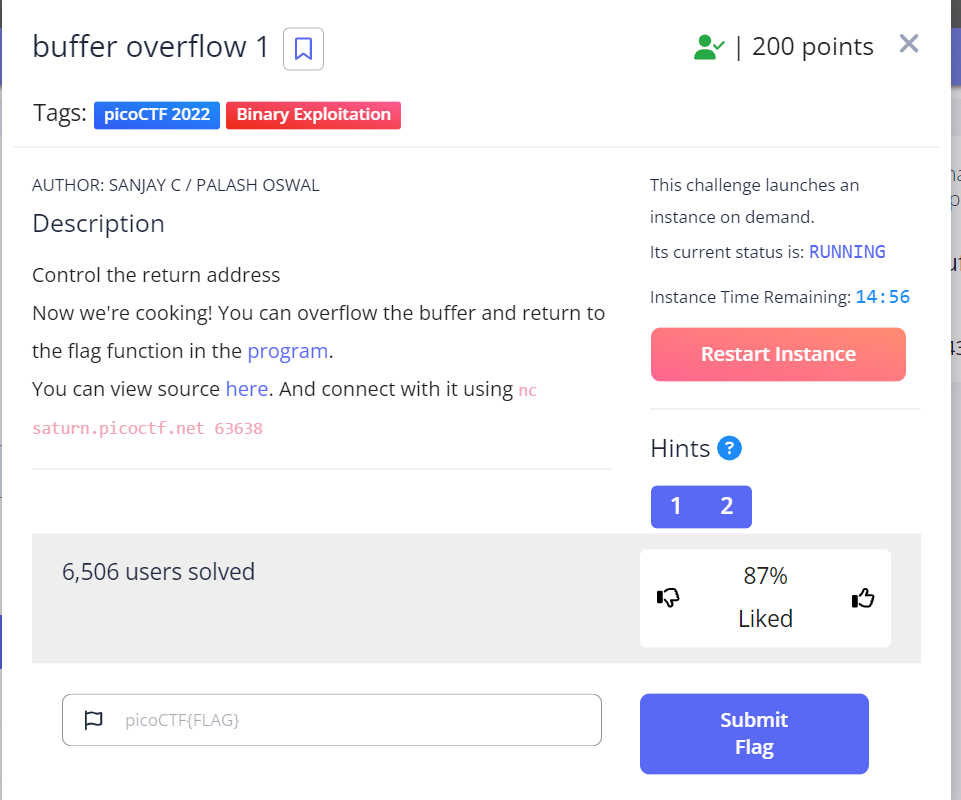 buffer overflow 1
| 200 points
Tags: picoCTF 2022 Binary Exploitation
AUTHOR: SANJAY C / PALASH OSWAL
Description
Control the return address
Now we're cooking! You can overflow the buffer and return to
the flag function in the program.
You can view source here. And connect with it using nc
saturn.picoctf.net 63638
This challenge launches an
instance on demand.
Its current status is: RUNNING
Instance Time Remaining: 14:56
Restart Instance
Hints ?
1 2
6,506 users solved
87%
Liked
picoCTF{FLAG}
Submit
Flag